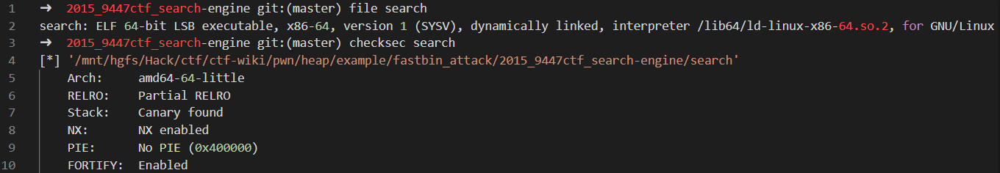 1 ➜  2015_9447ctf_search-engine git:(master) file search
2 search: ELF 64-bit LSB executable, x86-64, version 1 (SYSV), dynamically linked, interpreter /lib64/ld-linux-x86-64.so.2, for GNU/Linux
3 ➜  2015_9447ctf_search-engine git:(master) checksec search
4 [*] '/mnt/hgfs/Hack/ctf/ctf-wiki/pwn/heap/example/fastbin_attack/2015_9447ctf_search-engine/search'
5     Arch:     amd64-64-little
6     RELRO:    Partial RELRO
7     Stack:    Canary found
8     NX:       NX enabled
9     PIE:      No PIE (0x400000)
10     FORTIFY:  Enabled